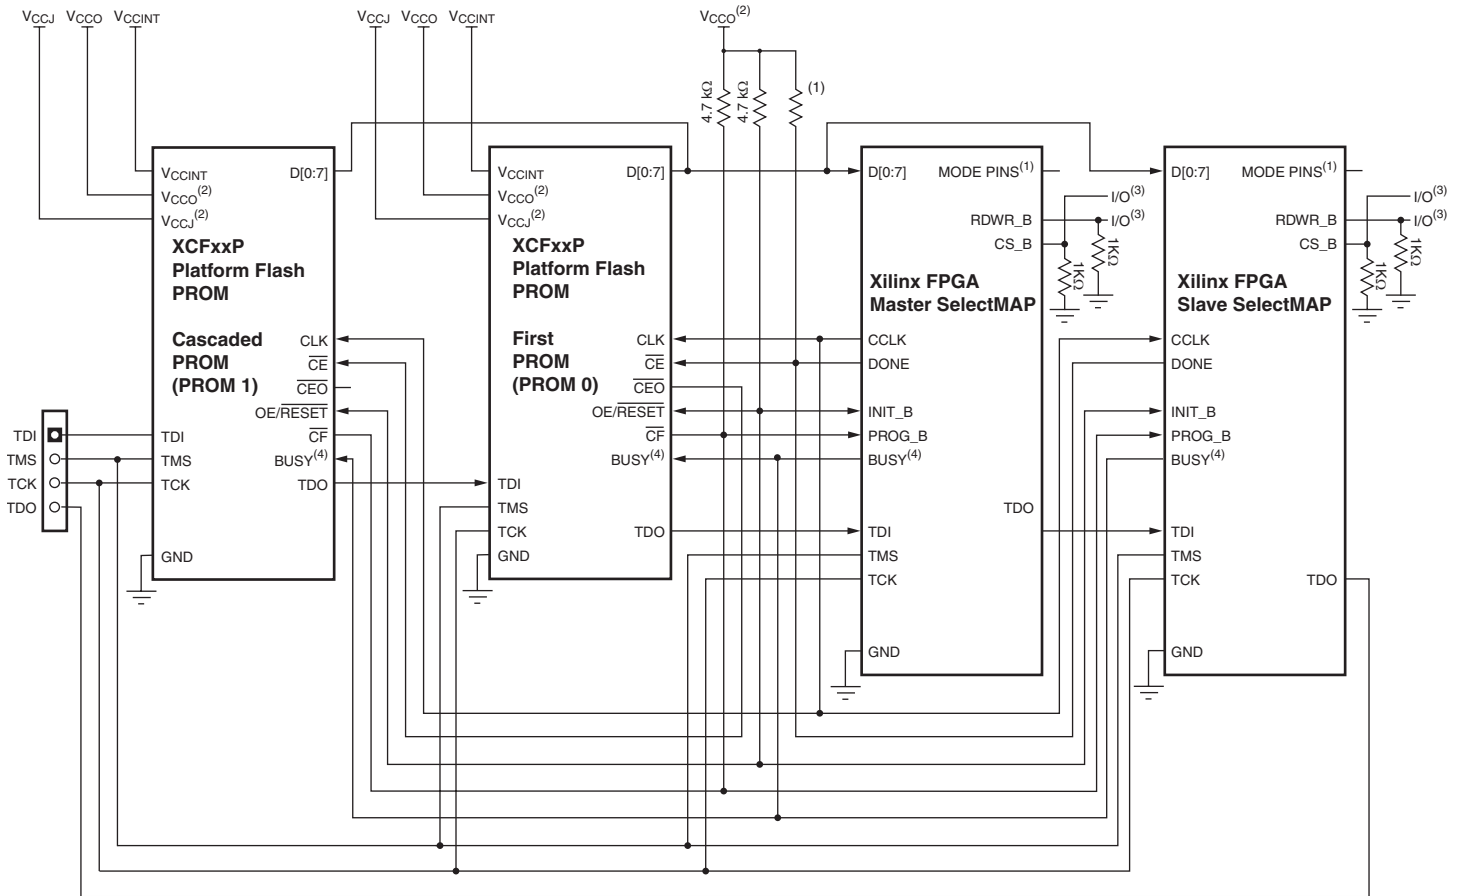 VCCJ VCCO VCCINT
VCCJ VCCO VCCINT
VCCO(2)
4.7 kΩ
4.7 kΩ
(1)
TDI
TMS
TCK
TDO
VCCINT
VCCO(2)
VCCJ(2)
D[0:7]
XCFxxP
Platform Flash
PROM
Cascaded
PROM
(PROM 1)
CLK
CE
CEO
OE/RESET
CF
BUSY(4)
TDO
TDI
TMS
TCK
GND
VCCINT
VCCO(2)
VCCJ(2)
D[0:7]
XCFxxP
Platform Flash
PROM
First
PROM
(PROM 0)
CLK
CE
CEO
OE/RESET
CF
BUSY(4)
TDI
TMS
TCK
TDO
GND
D[0:7]
MODE PINS(1)
RDWR_B
CS_B
I/O(3)
I/O(3)
1KΩ
1KΩ
Xilinx FPGA
Master SelectMAP
CCLK
DONE
INIT_B
PROG_B
BUSY(4)
TDO
TDI
TMS
TCK
GND
D[0:7]
MODE PINS(1)
RDWR_B
CS_B
I/O(3)
I/O(3)
1KΩ
1KΩ
Xilinx FPGA
Slave SelectMAP
CCLK
DONE
INIT_B
PROG_B
BUSY(4)
TDI
TMS
TCK
TDO
GND